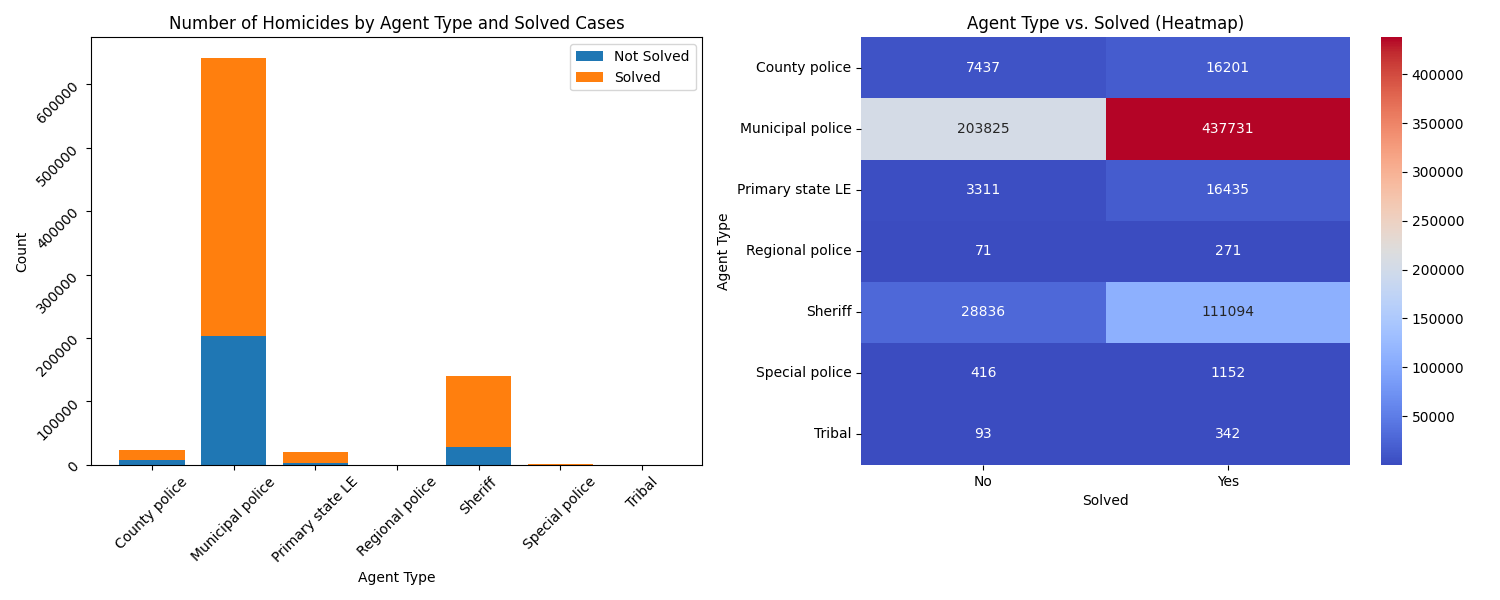 Number of Homicides by Agent Type and Solved Cases
Not Solved
Solved
600000
500000
400000
300000
200000
100000
0
Count
County police
Municipal police
Primary state LE
Regional police
Sheriff
Special police
Tribal
Agent Type
Agent Type vs. Solved (Heatmap)
Agent Type
County police 7437 16201
Municipal police 203825 437731
Primary state LE 3311 16435
Regional police 71 271
Sheriff 28836 111094
Special police 416 1152
Tribal 93 342
No Yes
Solved
400000
350000
300000
250000
200000
150000
100000
50000